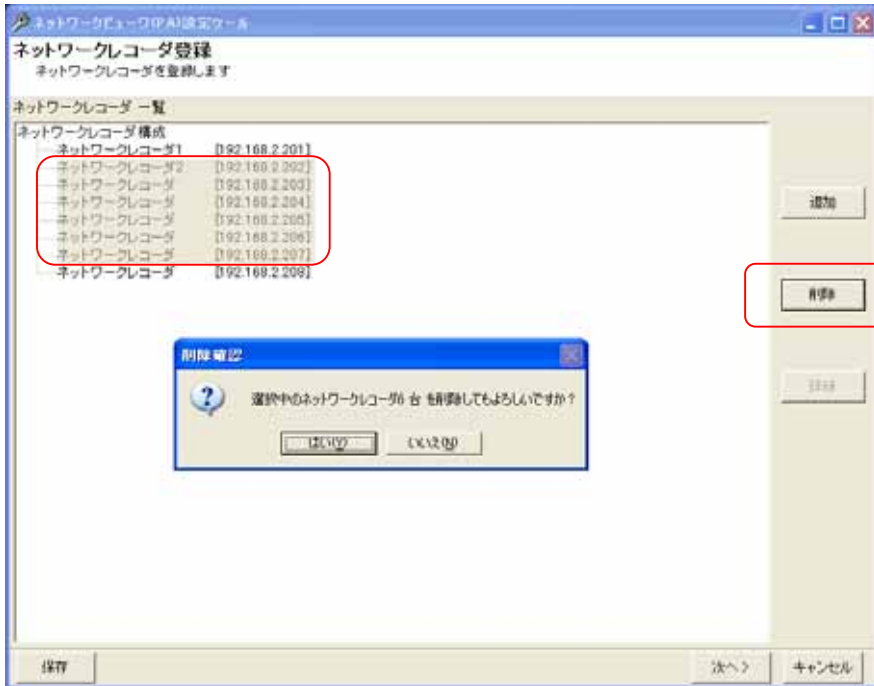 ネットワークビューワ(PA)設定ツール
ネットワークレコーダ登録
ネットワークレコーダを登録します
ネットワークレコーダ 一覧
ネットワークレコーダ構成
ネットワークレコーダ1 [192.168.2.201]
ネットワークレコーダ2 [192.168.2.202]
ネットワークレコーダ [192.168.2.203]
ネットワークレコーダ [192.168.2.204]
ネットワークレコーダ [192.168.2.205]
ネットワークレコーダ [192.168.2.206]
ネットワークレコーダ [192.168.2.207]
ネットワークレコーダ [192.168.2.208]
追加
削除
削除確認
選択中のネットワークレコーダ6 台 を削除してもよろしいですか?
はい(Y) いいえ(N)
保存 次へ> キャンセル